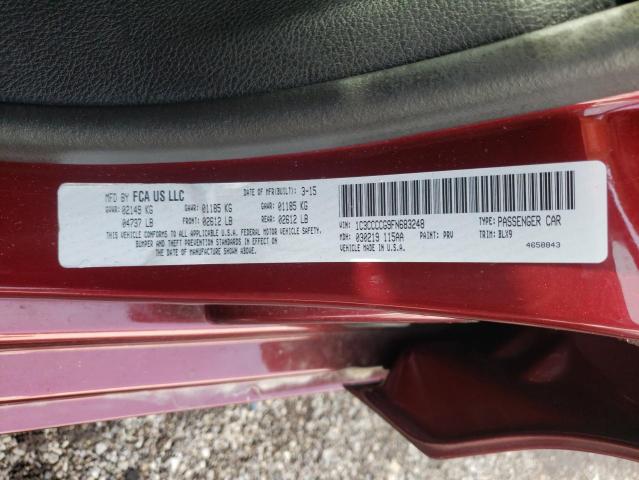 MFD BY FCA US LLC
DATE OF MFR(BUILT): 3-15
GVWR: 02149 KG GAWR: 01185 KG GAWR: 01185 KG
04737 LB FRONT: 02612 LB REAR: 02612 LB
THIS VEHICLE CONFORMS TO ALL APPLICABLE U.S.A. FEDERAL MOTOR VEHICLE SAFETY,
BUMPER AND THEFT PREVENTION STANDARDS IN EFFECT ON
THE DATE OF MANUFACTURE SHOWN ABOVE.
VIN: 1C3CCCCG9FN683248 TYPE: PASSENGER CAR
MDH: 030219 115AA PAINT: PRV TRIM: BLX9
VEHICLE MADE IN U.S.A.
4658843